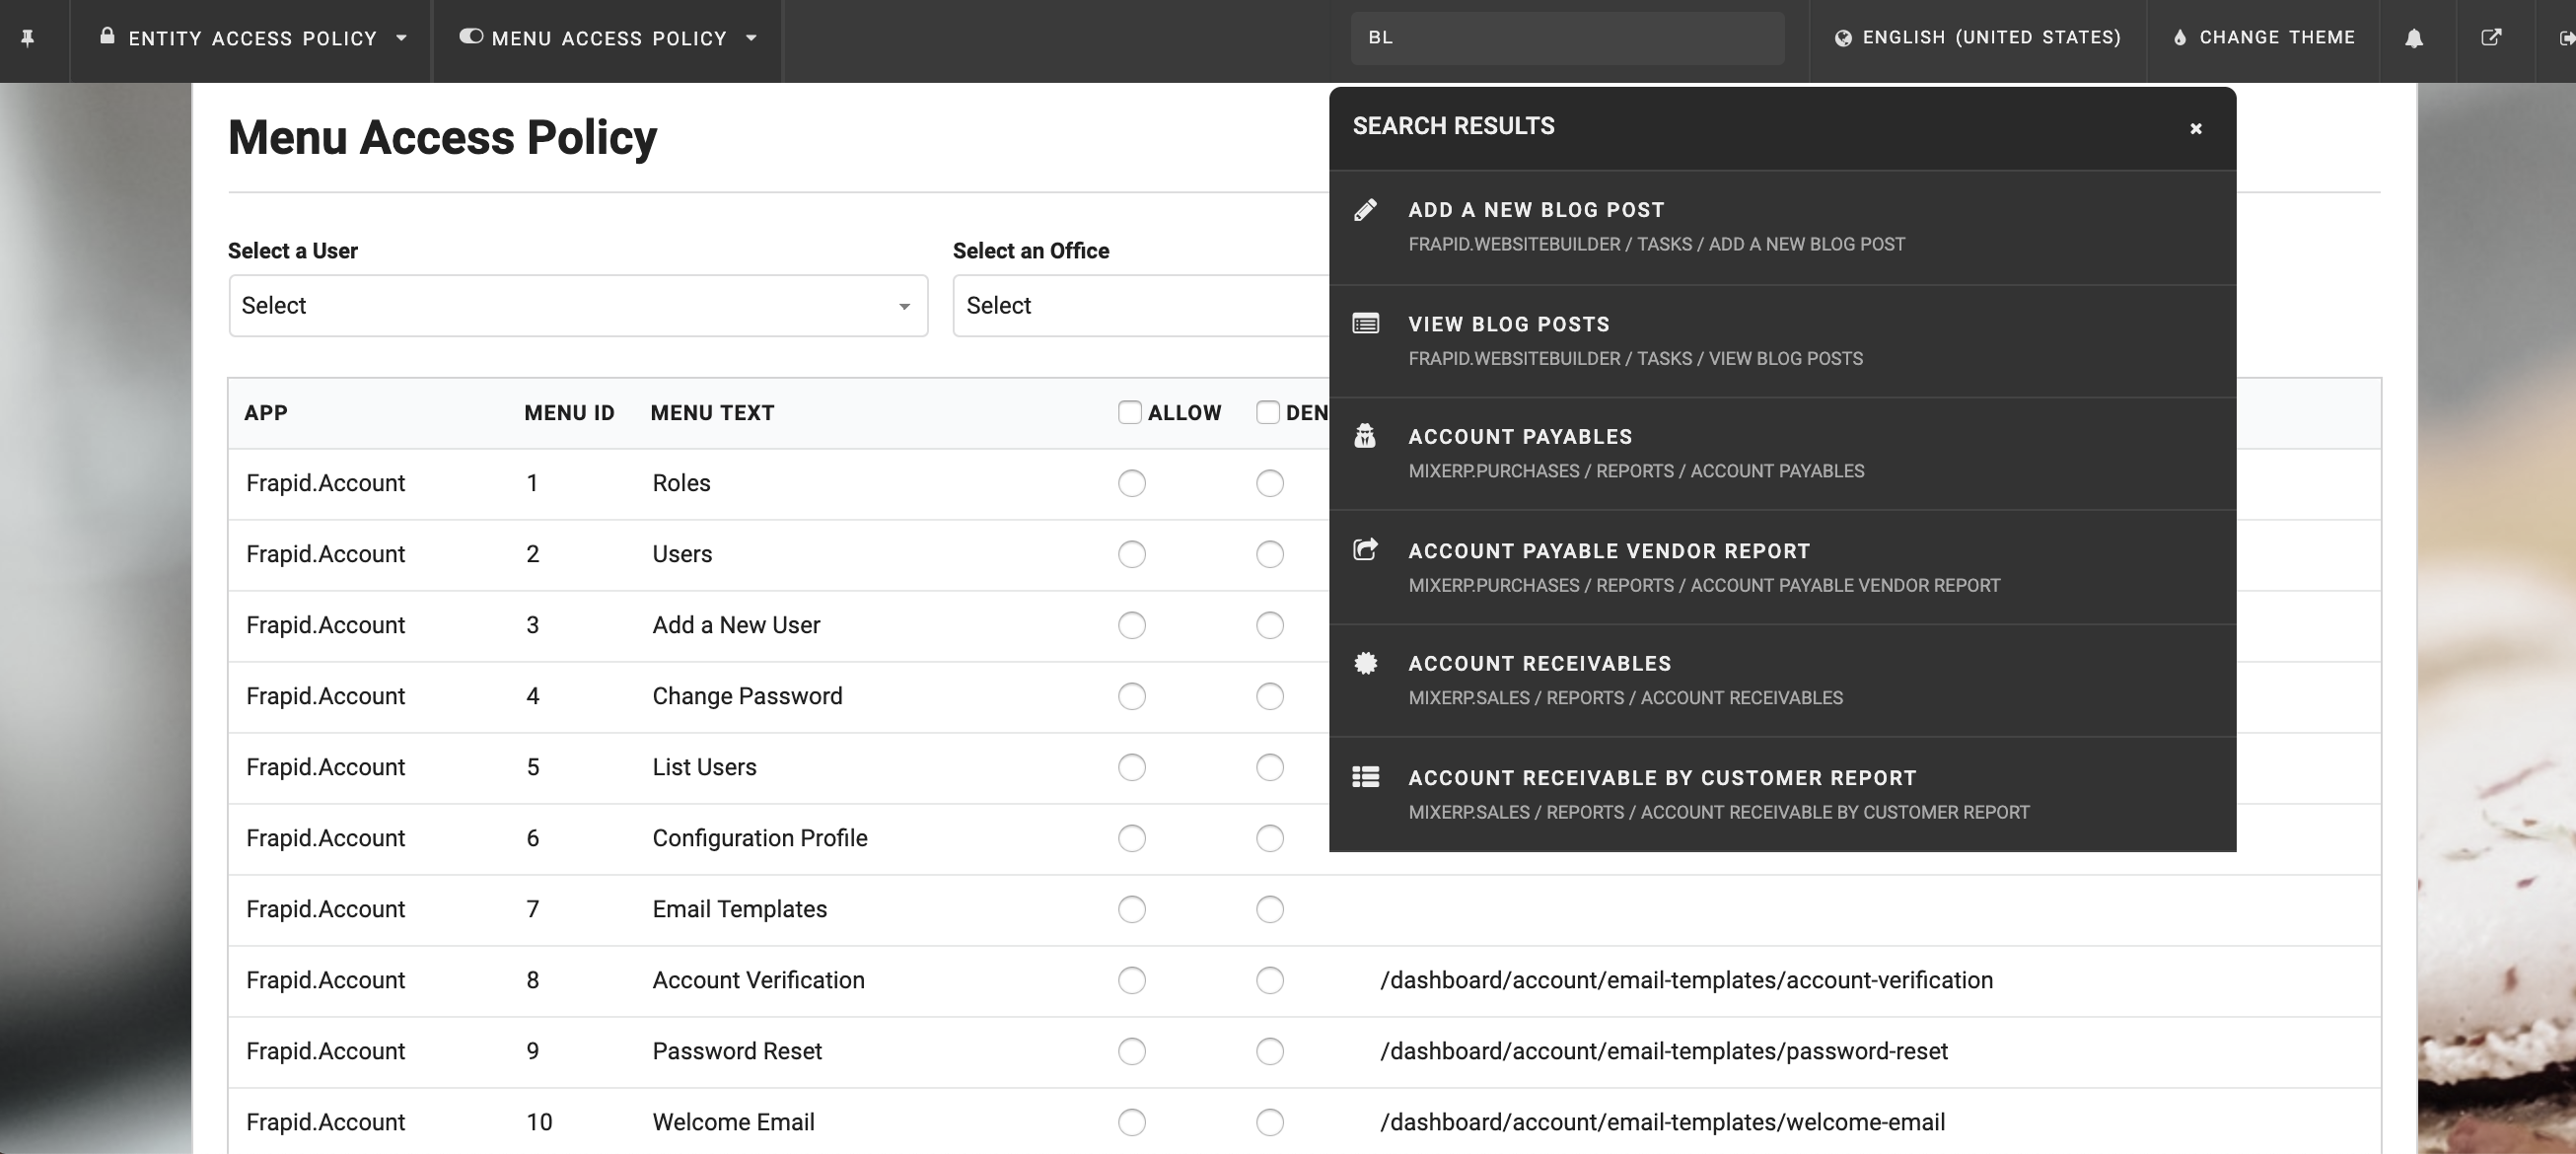 ENTITY ACCESS POLICY
MENU ACCESS POLICY
BL
ENGLISH (UNITED STATES)
CHANGE THEME
Menu Access Policy
Select a User
Select an Office
Select
Select
APP MENU ID MENU TEXT ALLOW DEN
Frapid.Account 1 Roles
Frapid.Account 2 Users
Frapid.Account 3 Add a New User
Frapid.Account 4 Change Password
Frapid.Account 5 List Users
Frapid.Account 6 Configuration Profile
Frapid.Account 7 Email Templates
Frapid.Account 8 Account Verification /dashboard/account/email-templates/account-verification
Frapid.Account 9 Password Reset /dashboard/account/email-templates/password-reset
Frapid.Account 10 Welcome Email /dashboard/account/email-templates/welcome-email
SEARCH RESULTS
ADD A NEW BLOG POST
FRAPID.WEBSITEBUILDER / TASKS / ADD A NEW BLOG POST
VIEW BLOG POSTS
FRAPID.WEBSITEBUILDER / TASKS / VIEW BLOG POSTS
ACCOUNT PAYABLES
MIXERP.PURCHASES / REPORTS / ACCOUNT PAYABLES
ACCOUNT PAYABLE VENDOR REPORT
MIXERP.PURCHASES / REPORTS / ACCOUNT PAYABLE VENDOR REPORT
ACCOUNT RECEIVABLES
MIXERP.SALES / REPORTS / ACCOUNT RECEIVABLES
ACCOUNT RECEIVABLE BY CUSTOMER REPORT
MIXERP.SALES / REPORTS / ACCOUNT RECEIVABLE BY CUSTOMER REPORT